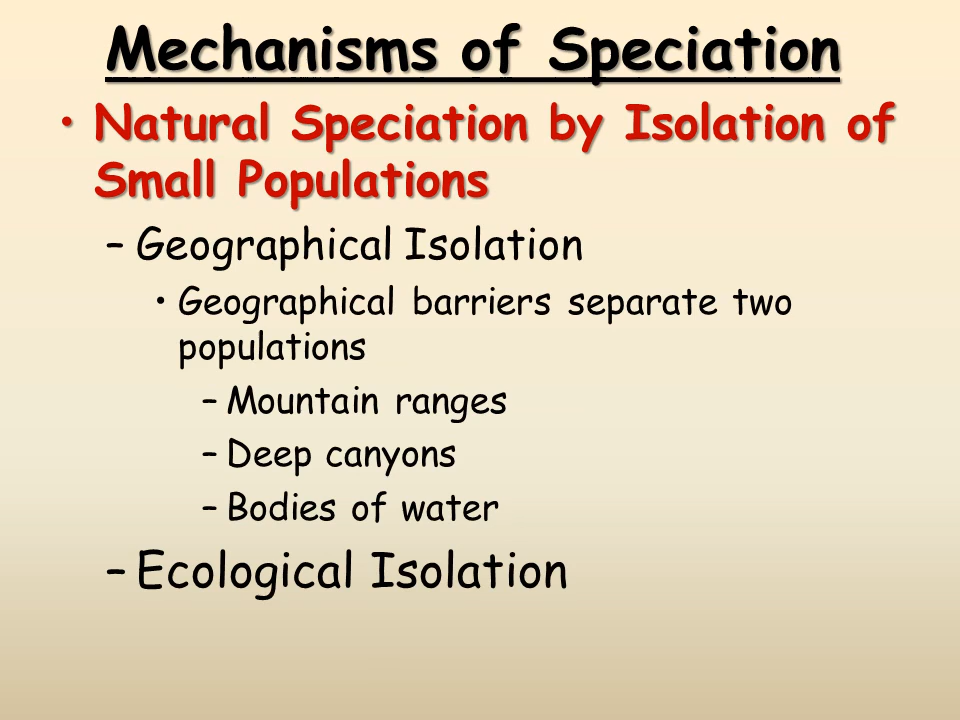 Mechanisms of Speciation
• Natural Speciation by Isolation of
Small Populations
– Geographical Isolation
• Geographical barriers separate two
populations
– Mountain ranges
– Deep canyons
– Bodies of water
– Ecological Isolation